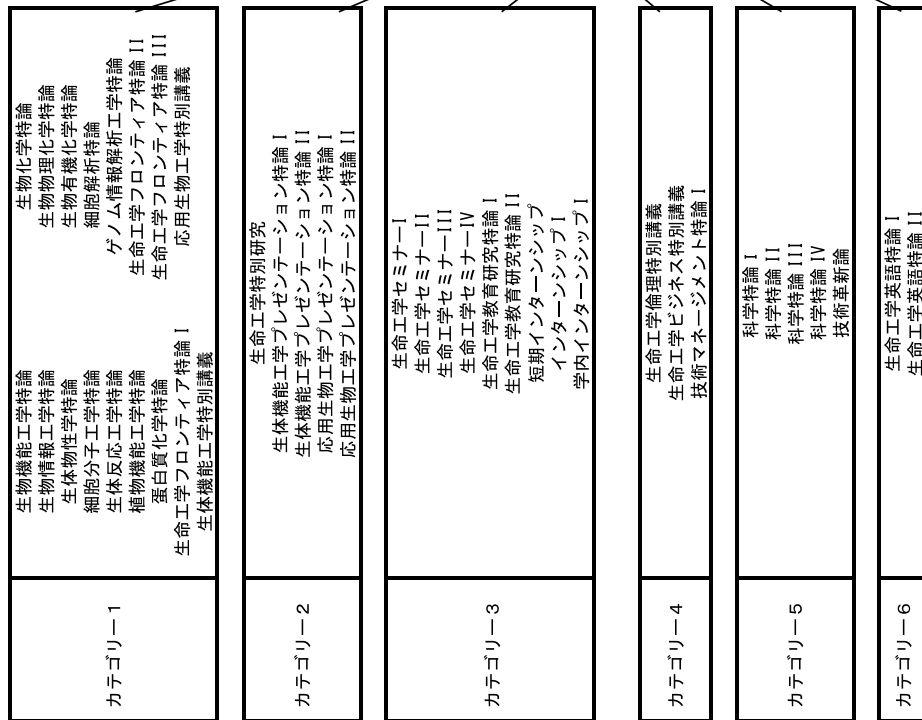 カテゴリー1
生物機能工学特論
生物情報工学特論
生体物性学特論
細胞分子工学特論
生体反応工学特論
植物機能工学特論
蛋白質化学特論
生命工学フロンティア特論 I
生体機能工学特別講義
生物化学特論
生物物理化学特論
生物有機化学特論
細胞解析特論
ゲノム情報解析工学特論
生命工学フロンティア特論 II
生命工学フロンティア特論 III
応用生物工学特別講義
カテゴリー2
生命工学特別研究
生体機能工学プレゼンテーション特論 I
生体機能工学プレゼンテーション特論 II
応用生物工学プレゼンテーション特論 I
応用生物工学プレゼンテーション特論 II
カテゴリー3
生命工学セミナーI
生命工学セミナーII
生命工学セミナーIII
生命工学セミナーIV
生命工学教育研究特論 I
生命工学教育研究特論 II
短期インターンシップ
インターンシップ I
学内インターンシップ I
カテゴリー4
生命工学倫理特別講義
生命工学ビジネス特別講義
技術マネージメント特論 I
カテゴリー5
科学特論 I
科学特論 II
科学特論 III
科学特論 IV
技術革新論
カテゴリー6
生命工学英語特論 I
生命工学英語特論 II